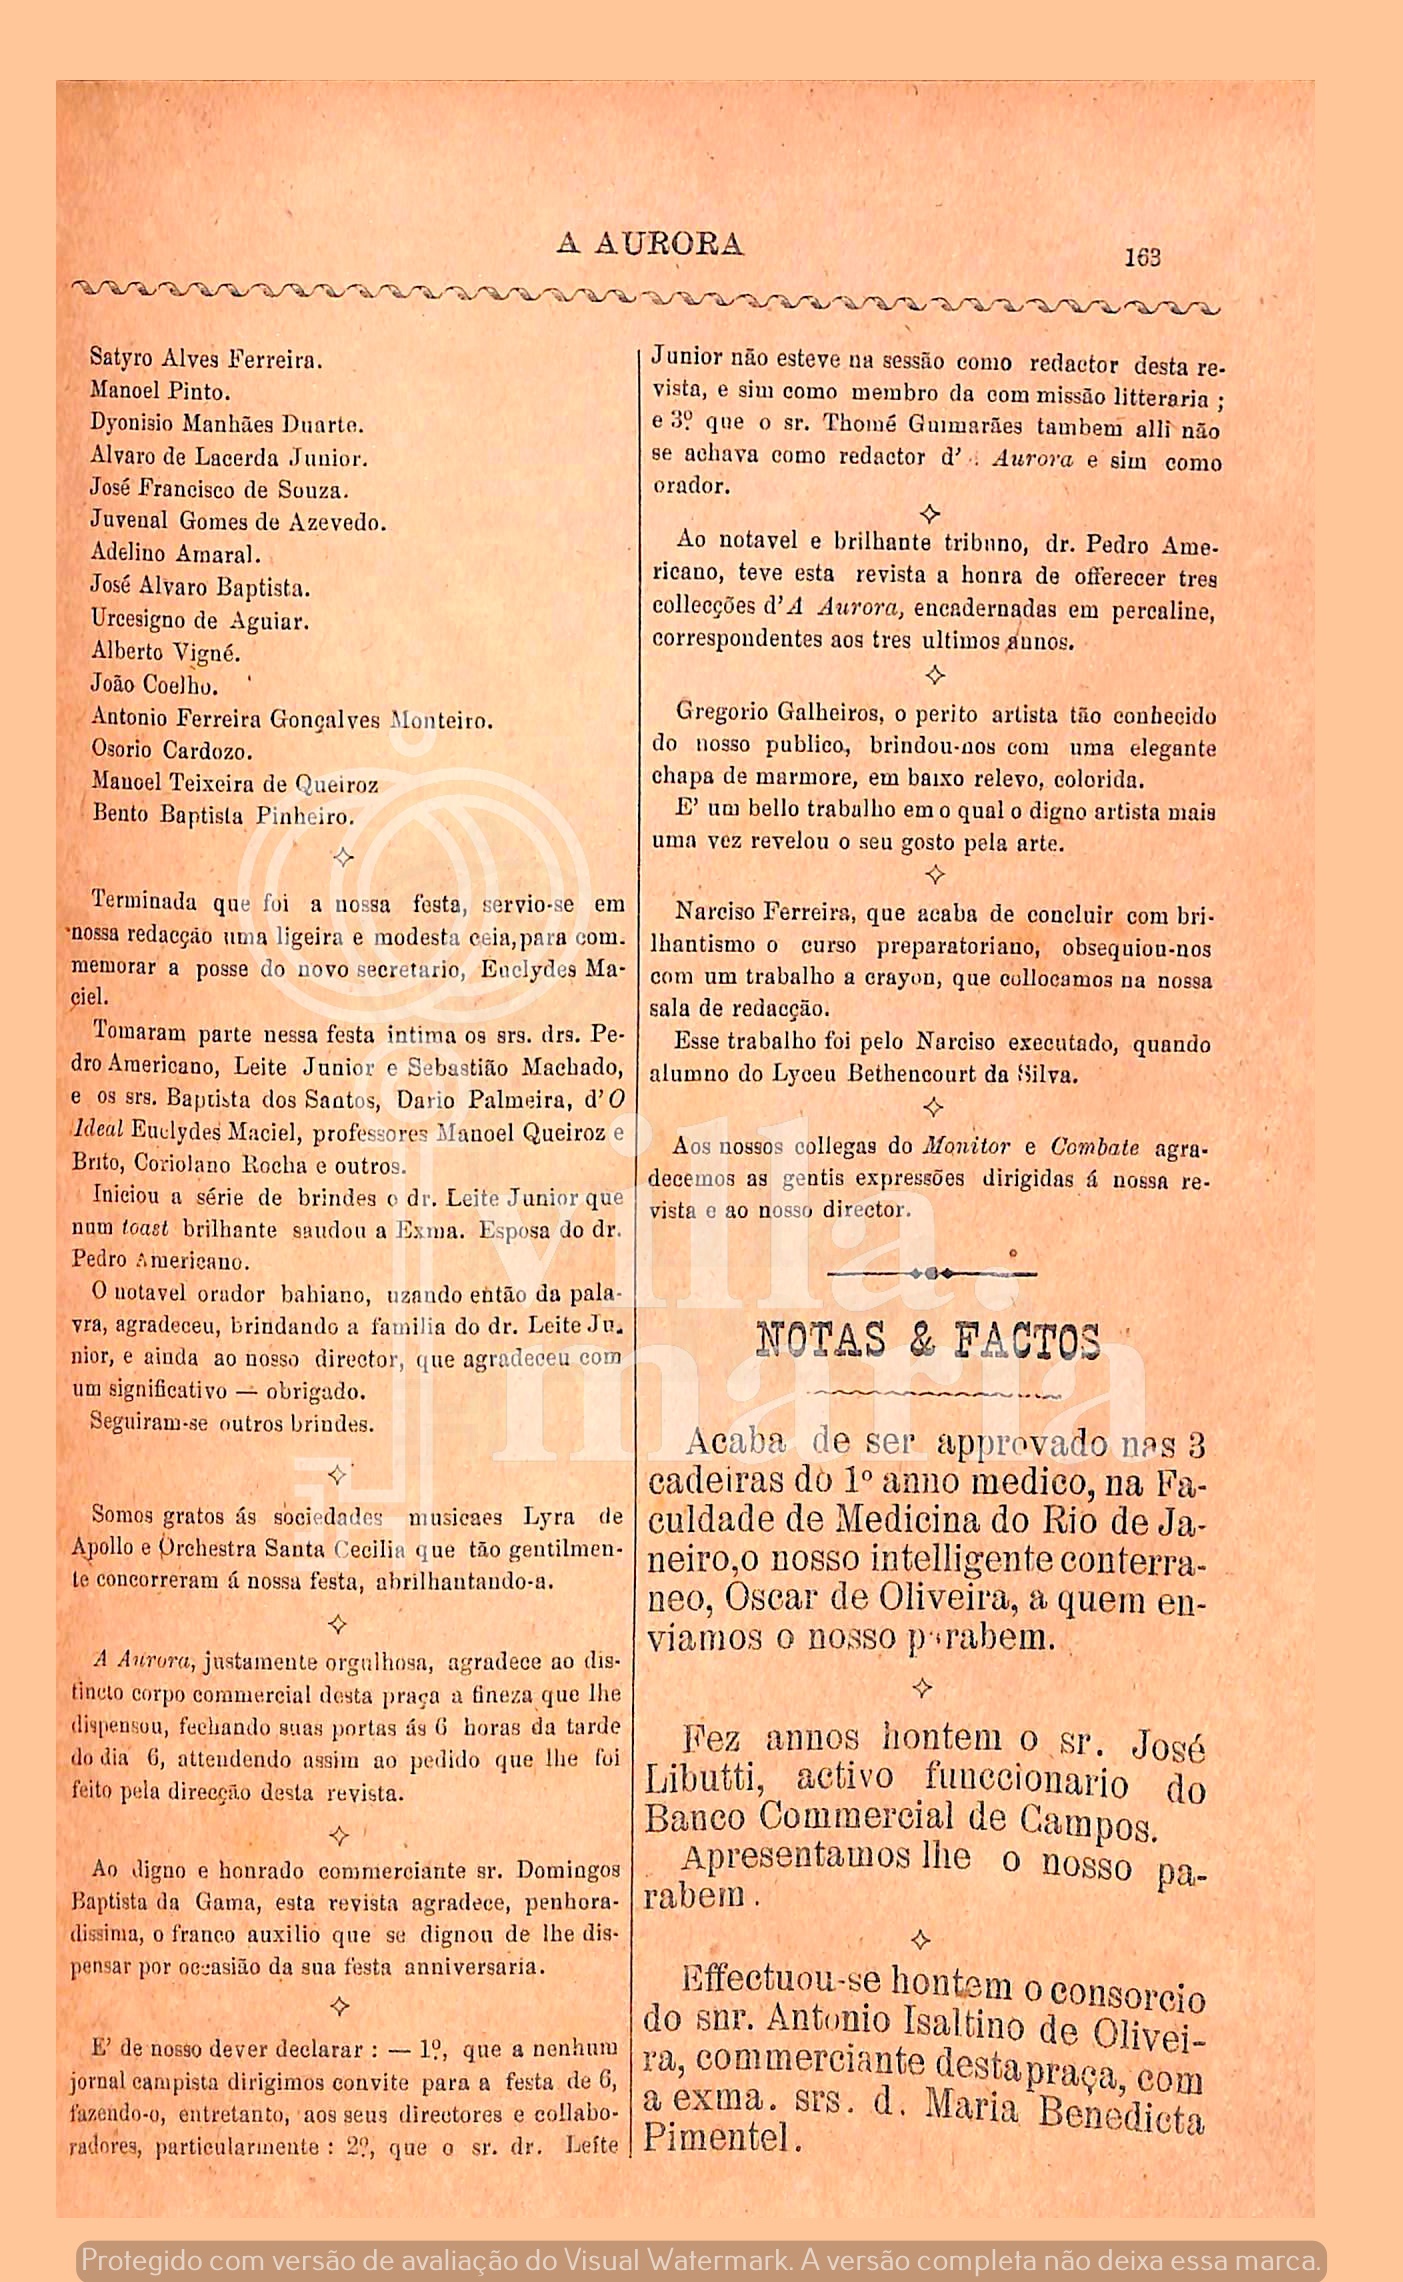 A AURORA
163
Satyro Alves Ferreira.
Manoel Pinto.
Dyonisio Manhães Duarte.
Alvaro de Lacerda Junior.
José Francisco de Souza.
Juvenal Gomes de Azevedo.
Adelino Amaral.
José Alvaro Baptista.
Urcesigno de Aguiar.
Alberto Vigné.
João Coelho.
Antonio Ferreira Gonçalves Monteiro.
Osorio Cardozo.
Manoel Teixeira de Queiroz
Bento Baptista Pinheiro.
Terminada que foi a nossa festa, servio-se em
nossa redacção uma ligeira e modesta ceia, para com.
memorar a posse do novo secretario, Euclydes Ma-
ciel.
Tomaram parte nessa festa intima os srs. drs. Pe-
dro Americano, Leite Junior e Sebastião Machado,
e os srs. Baptista dos Santos, Dario Palmeira, d'O
Ideal Euclydes Maciel, professores Manoel Queiroz e
Brito, Coriolano Rocha e outros.
Iniciou a série de brindes o dr. Leite Junior que
num toast brilhante saudou a Exma. Esposa do dr.
Pedro Americano.
O notavel orador bahiano, uzando então da pala-
vra, agradeceu, brindando a familia do dr. Leite Ju.
nior, e ainda ao nosso director, que agradeceu com
um significativo — obrigado.
Seguiram-se outros brindes.
Somos gratos ás sociedades musicaes Lyra de
Apollo e Orchestra Santa Cecilia que tão gentilmen-
te concorreram á nossa festa, abrilhantando-a.
A Aurora, justamente orgulhosa, agradece ao dis-
tincto corpo commercial desta praça a fineza que lhe
dispensou, fechando suas portas ás 6 horas da tarde
do dia 6, attendendo assim ao pedido que lhe foi
feito pela direcção desta revista.
Ao digno e honrado commerciante sr. Domingos
Baptista da Gama, esta revista agradece, penhora-
dissima, o franco auxilio que se dignou de lhe dis-
pensar por occasião da sua festa anniversaria.
E' de nosso dever declarar : — 1º, que a nenhum
jornal campista dirigimos convite para a festa de 6,
fazendo-o, entretanto, aos seus directores e collabo-
radores, particularmente : 2º, que o sr. dr. Leite
Junior não esteve na sessão como redactor desta re-
vista, e sim como membro da com missão litteraria ;
e 3º que o sr. Thomé Guimarães tambem alli não
se achava como redactor d' Aurora e sim como
orador.
Ao notavel e brilhante tribuno, dr. Pedro Ame-
ricano, teve esta revista a honra de offerecer tres
collecções d'A Aurora, encadernadas em percaline,
correspondentes aos tres ultimos annos.
Gregorio Galheiros, o perito artista tão conhecido
do nosso publico, brindou-nos com uma elegante
chapa de marmore, em baixo relevo, colorida.
E' um bello trabalho em o qual o digno artista mais
uma vez revelou o seu gosto pela arte.
Narciso Ferreira, que acaba de concluir com bri-
lhantismo o curso preparatoriano, obsequiou-nos
com um trabalho a crayon, que collocamos na nossa
sala de redacção.
Esse trabalho foi pelo Narciso executado, quando
alumno do Lyceu Bethencourt da Silva.
Aos nossos collegas do Monitor e Combate agra-
decemos as gentis expressões dirigidas á nossa re-
vista e ao nosso director.
NOTAS & FACTOS
Acaba de ser approvado nas 3
cadeiras do 1º anno medico, na Fa-
culdade de Medicina do Rio de Ja-
neiro, o nosso intelligente conterra-
neo, Oscar de Oliveira, a quem en-
viamos o nosso parabem.
Fez annos hontem o sr. José
Libutti, activo funccionario do
Banco Commercial de Campos.
Apresentamos lhe o nosso pa-
rabem.
Effectuou-se hontem o consorcio
do snr. Antonio Isaltino de Olivei-
ra, commerciante desta praça, com
a exma. srs. d. Maria Benedicta
Pimentel.
villa
maria
Protegido com versão de avaliação do Visual Watermark. A versão completa não deixa essa marca.